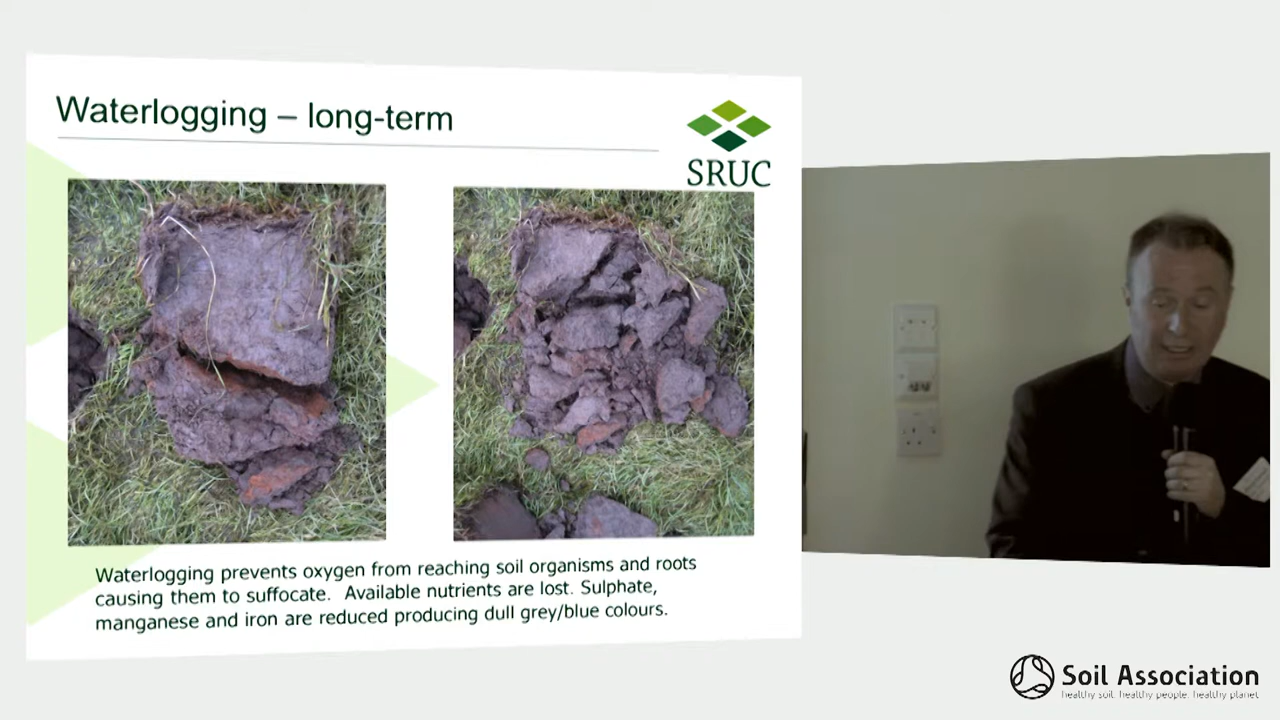 Waterlogging – long-term
SRUC
Waterlogging prevents oxygen from reaching soil organisms and roots
causing them to suffocate. Available nutrients are lost. Sulphate,
manganese and iron are reduced producing dull grey/blue colours.
Soil Association
healthy soil. healthy people. healthy planet